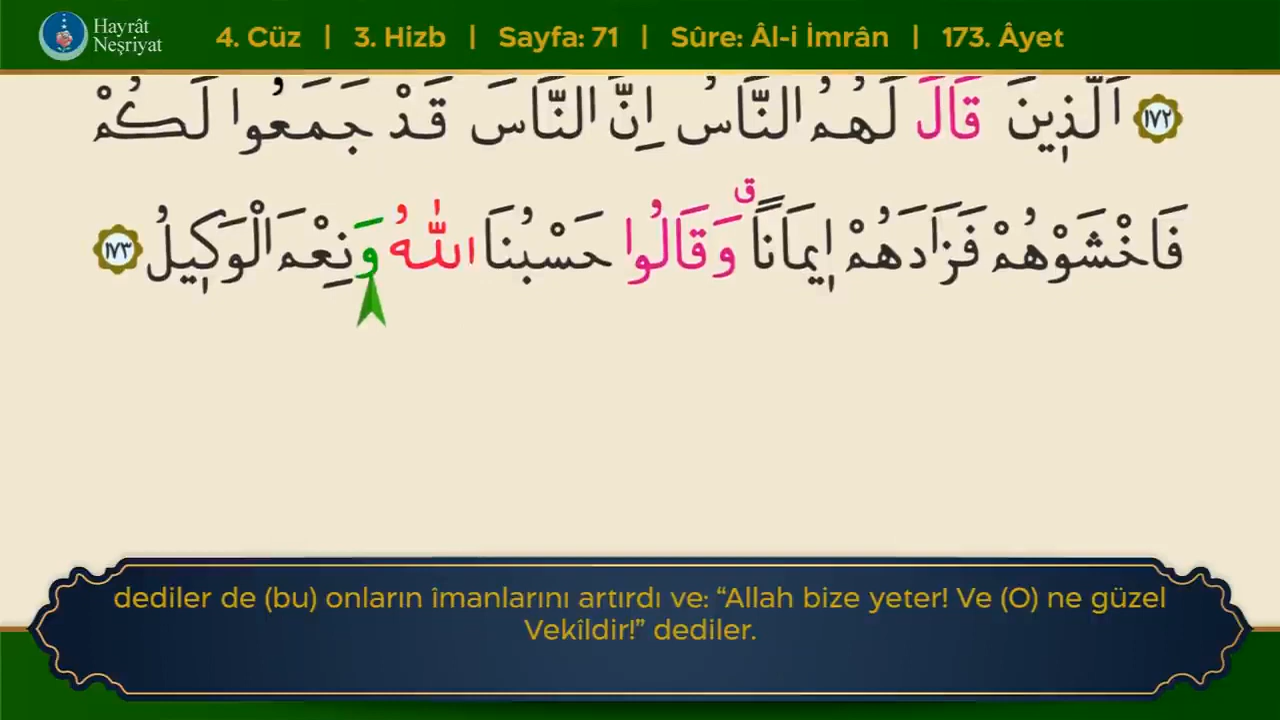 Hayrât
Neşriyat
4. Cüz | 3. Hizb | Sayfa: 71 | Sûre: Âl-i İmrân | 173. Âyet
١٧٢ اَلَّذ۪ينَ قَالَ لَهُمُ النَّاسُ اِنَّ النَّاسَ قَدْ جَمَعُوا لَكُمْ
فَاخْشَوْهُمْ فَزَادَهُمْ ا۪يمَانًاۗ وَقَالُوا حَسْبُنَا اللّٰهُ وَنِعْمَ الْوَك۪يلُ ١٧٣
dediler de (bu) onların îmanlarını artırdı ve: “Allah bize yeter! Ve (O) ne güzel
Vekîldir!” dediler.